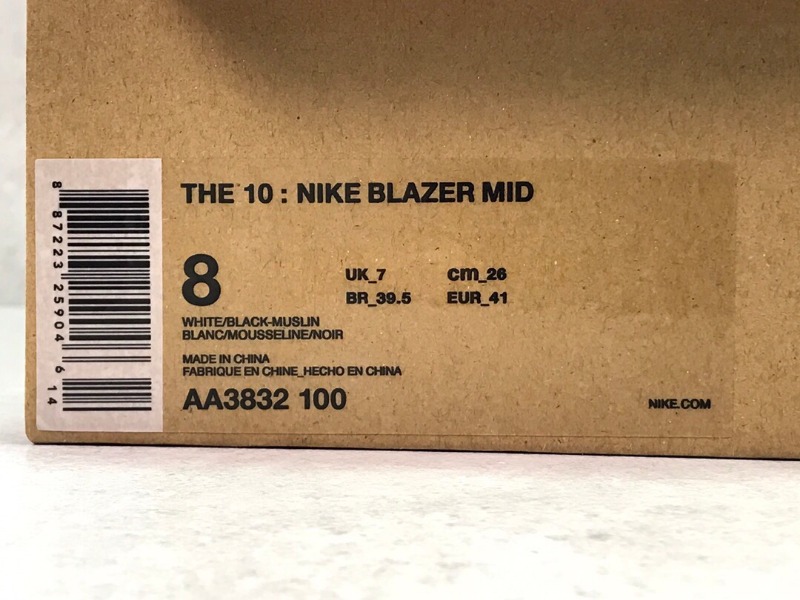 THE 10 : NIKE BLAZER MID
8
UK_7 cm_26
BR_39.5 EUR_41
WHITE/BLACK-MUSLIN
BLANC/MOUSSELINE/NOIR
MADE IN CHINA
FABRIQUE EN CHINE_HECHO EN CHINA
AA3832 100
NIKE.COM
8 87223 25904 6 14